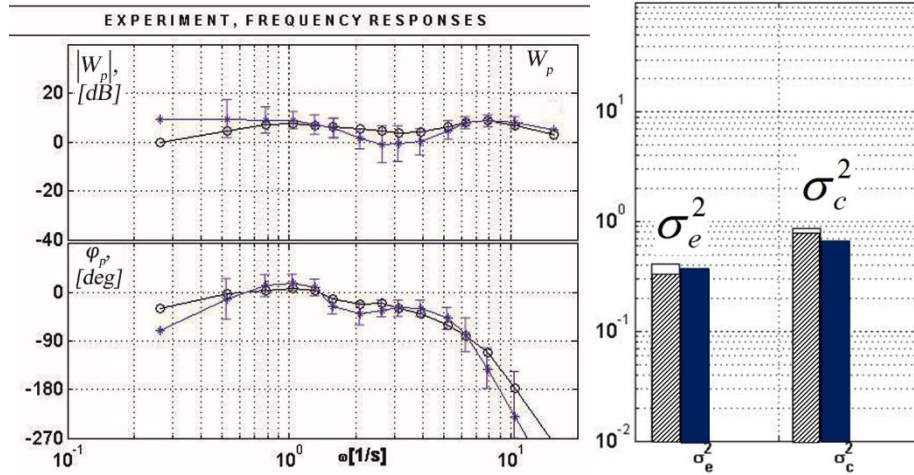 EXPERIMENT, FREQUENCY RESPONSES
|W_p|,
[dB]
W_p
20
0
-20
-40
φ_p,
[deg]
0
-90
-180
-270
10^-1
10^0
ω[1/s]
10^1
10^1
10^0
10^-1
10^-2
σ_e^2
σ_c^2
σ_e^2
σ_c^2